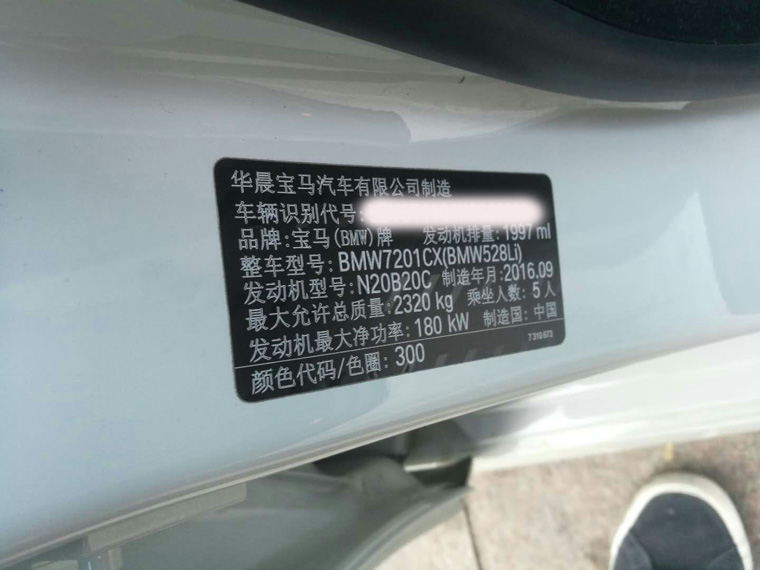 华晨宝马汽车有限公司制造
车辆识别代号:
品牌:宝马(BMW)牌 发动机排量:1997 ml
整车型号:BMW7201CX(BMW528Li)
发动机型号:N20B20C 制造年月:2016.09
最大允许总质量:2320 kg 乘坐人数:5人
发动机最大净功率:180 kW 制造国:中国
7 310 673
颜色代码/色圈:300